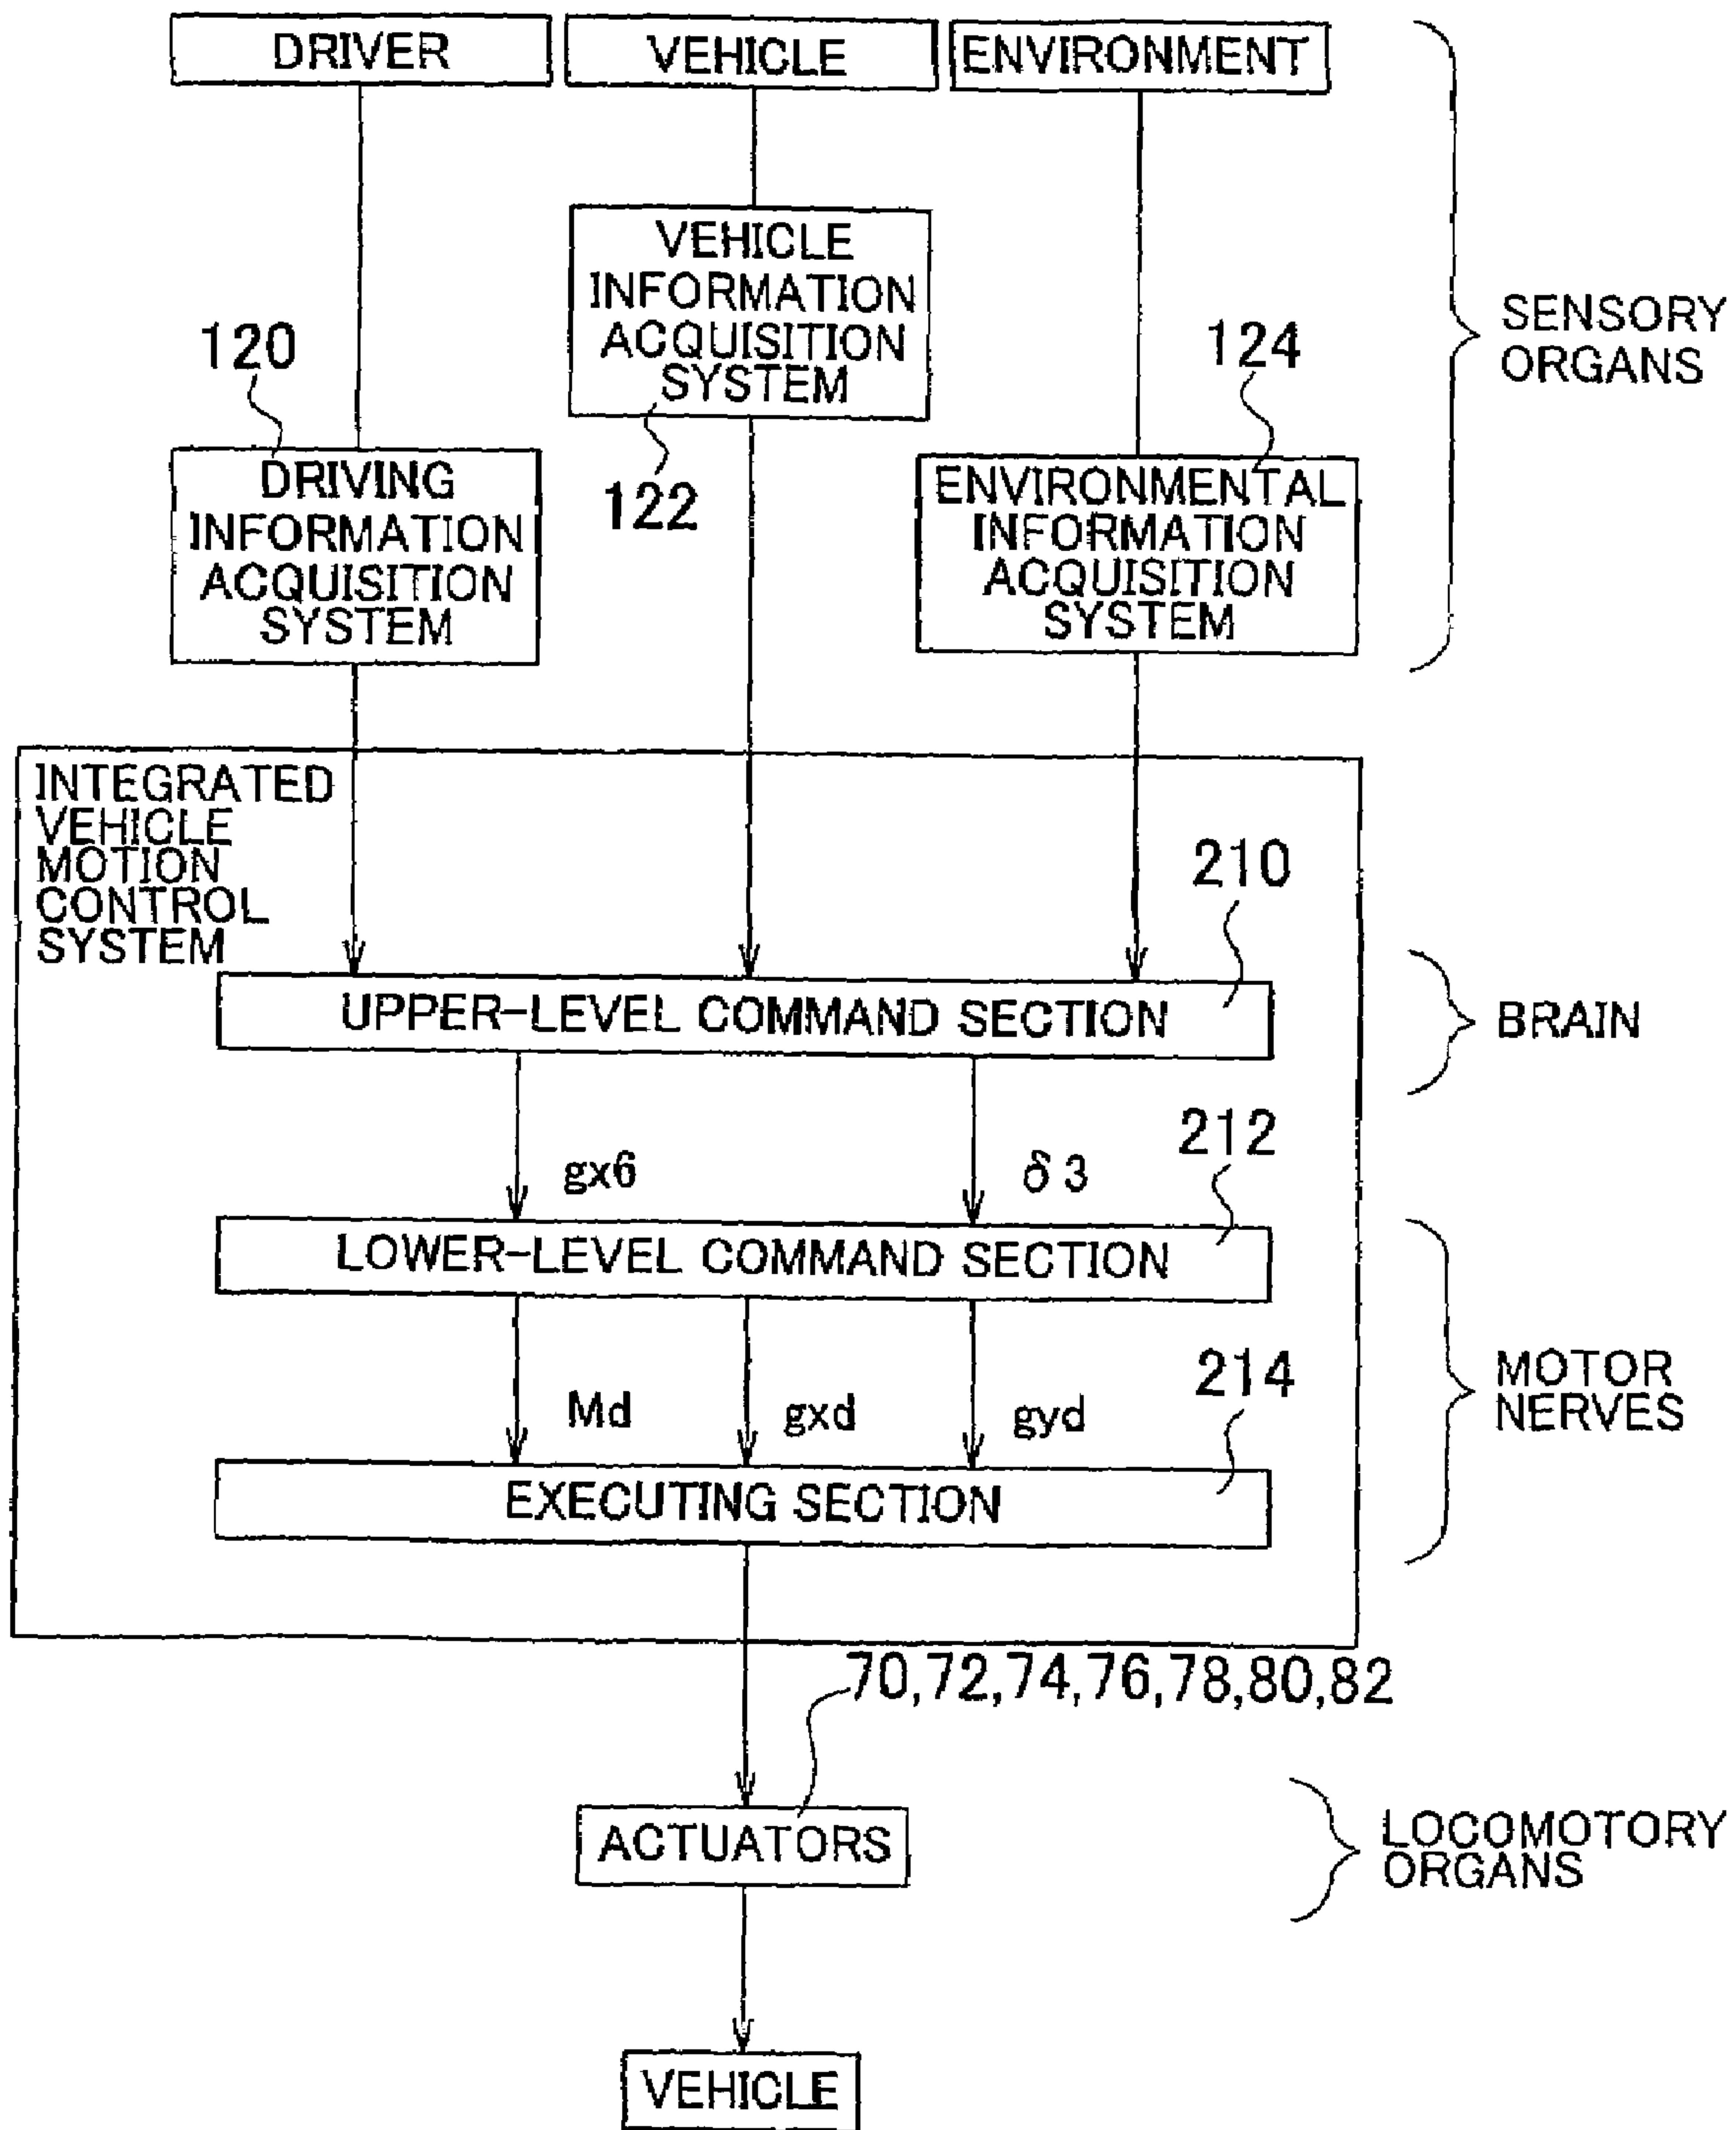 DRIVER
VEHICLE
ENVIRONMENT
VEHICLE
INFORMATION
ACQUISITION
SYSTEM
122
120
DRIVING
INFORMATION
ACQUISITION
SYSTEM
124
ENVIRONMENTAL
INFORMATION
ACQUISITION
SYSTEM
SENSORY
ORGANS
INTEGRATED
VEHICLE
MOTION
CONTROL
SYSTEM
210
UPPER-LEVEL COMMAND SECTION
BRAIN
gx6
δ3
212
LOWER-LEVEL COMMAND SECTION
Md
gxd
gyd
214
EXECUTING SECTION
MOTOR
NERVES
70,72,74,76,78,80,82
ACTUATORS
LOCOMOTORY
ORGANS
VEHICLE